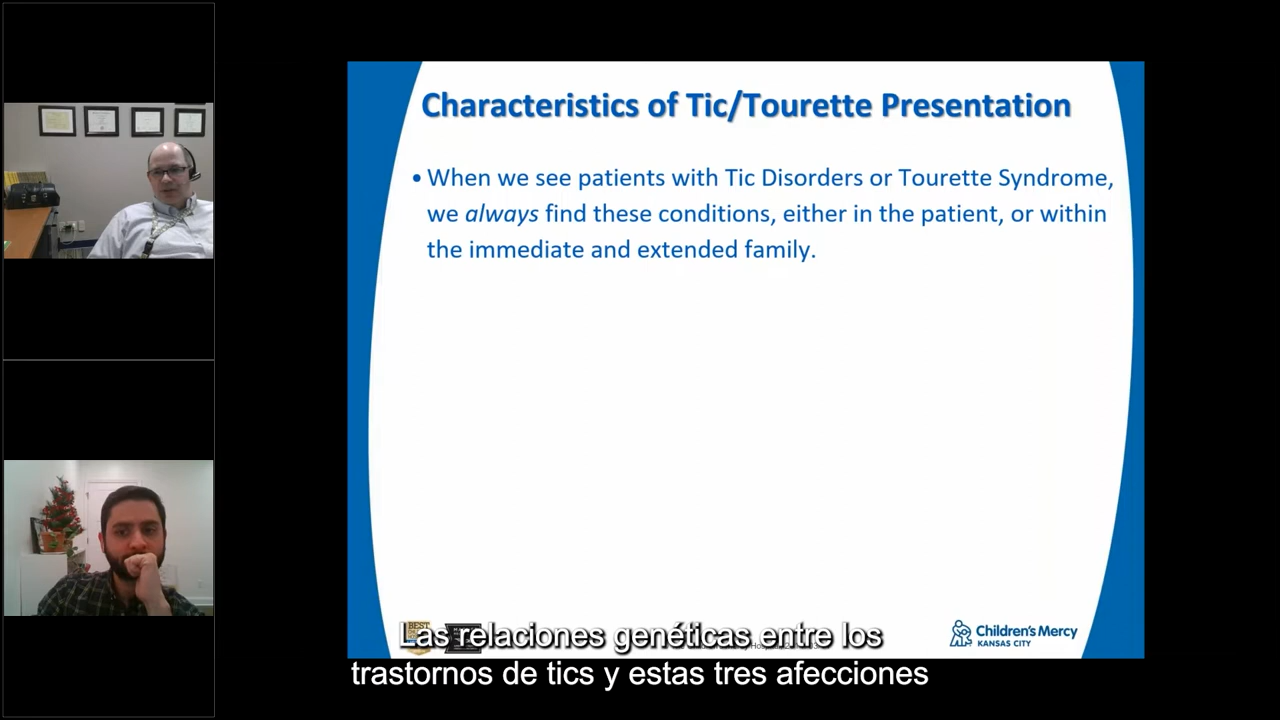 Characteristics of Tic/Tourette Presentation
• When we see patients with Tic Disorders or Tourette Syndrome,
we always find these conditions, either in the patient, or within
the immediate and extended family.
BEST
Children's Mercy
KANSAS CITY
Las relaciones genéticas entre los
trastornos de tics y estas tres afecciones